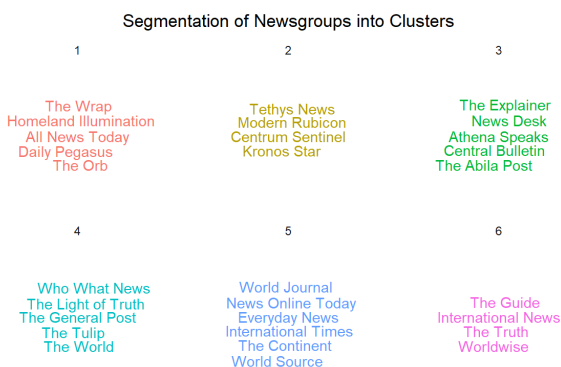 Segmentation of Newsgroups into Clusters
1
The Wrap
Homeland Illumination
All News Today
Daily Pegasus
The Orb
2
Tethys News
Modern Rubicon
Centrum Sentinel
Kronos Star
3
The Explainer
News Desk
Athena Speaks
Central Bulletin
The Abila Post
4
Who What News
The Light of Truth
The General Post
The Tulip
The World
5
World Journal
News Online Today
Everyday News
International Times
The Continent
World Source
6
The Guide
International News
The Truth
Worldwise